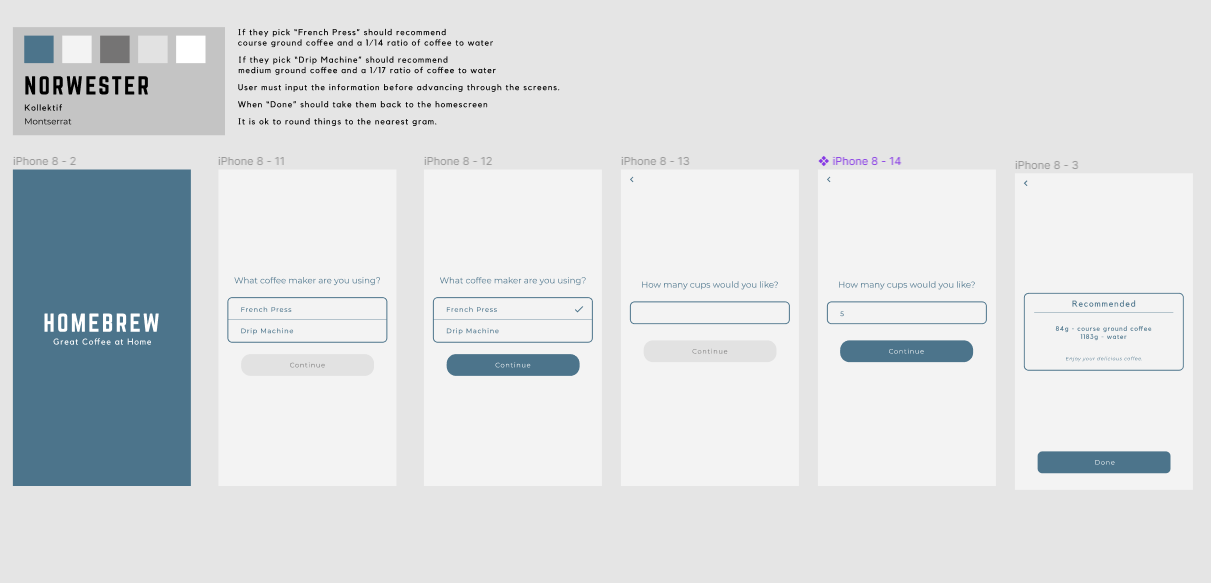 NORWESTER
Kollektif
Montserrat
If they pick "French Press" should recommend
course ground coffee and a 1/14 ratio of coffee to water
If they pick "Drip Machine" should recommend
medium ground coffee and a 1/17 ratio of coffee to water
User must input the information before advancing through the screens.
When "Done" should take them back to the homescreen
It is ok to round things to the nearest gram.
iPhone 8 - 2
HOMEBREW
Great Coffee at Home
iPhone 8 - 11
What coffee maker are you using?
French Press
Drip Machine
Continue
iPhone 8 - 12
What coffee maker are you using?
French Press
Drip Machine
Continue
iPhone 8 - 13
How many cups would you like?
Continue
iPhone 8 - 14
How many cups would you like?
5
Continue
iPhone 8 - 3
Recommended
84g - course ground coffee
1183g - water
Enjoy your delicious coffee
Done